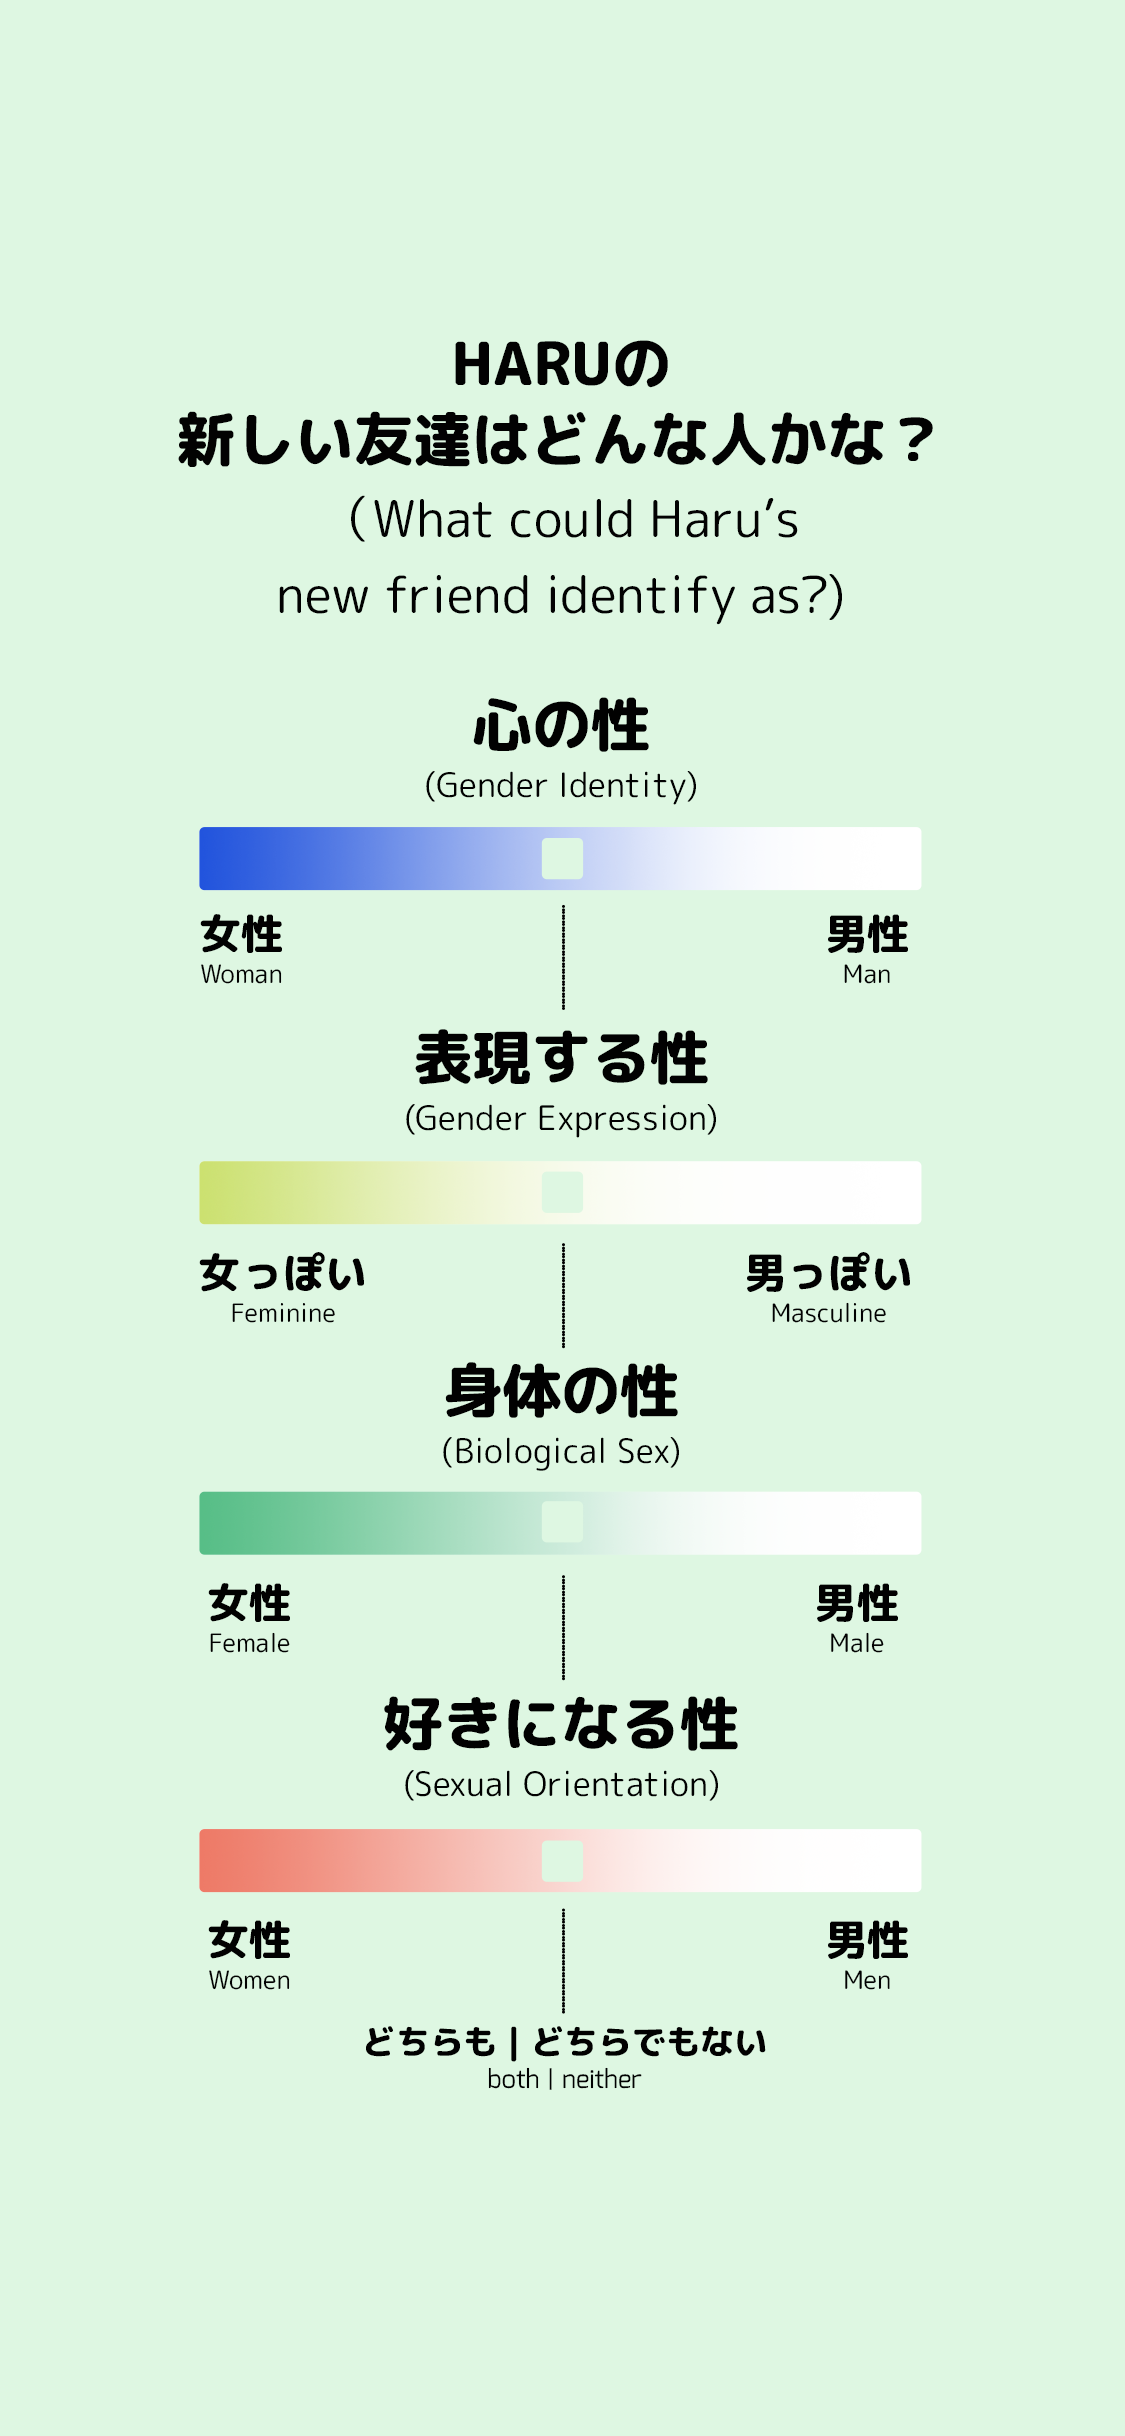 HARUの
新しい友達はどんな人かな？
（What could Haru’s
new friend identify as?)
心の性
(Gender Identity)
女性 男性
Woman Man
表現する性
(Gender Expression)
女っぽい 男っぽい
Feminine Masculine
身体の性
(Biological Sex)
女性 男性
Female Male
好きになる性
(Sexual Orientation)
女性 男性
Women Men
どちらも | どちらでもない
both | neither